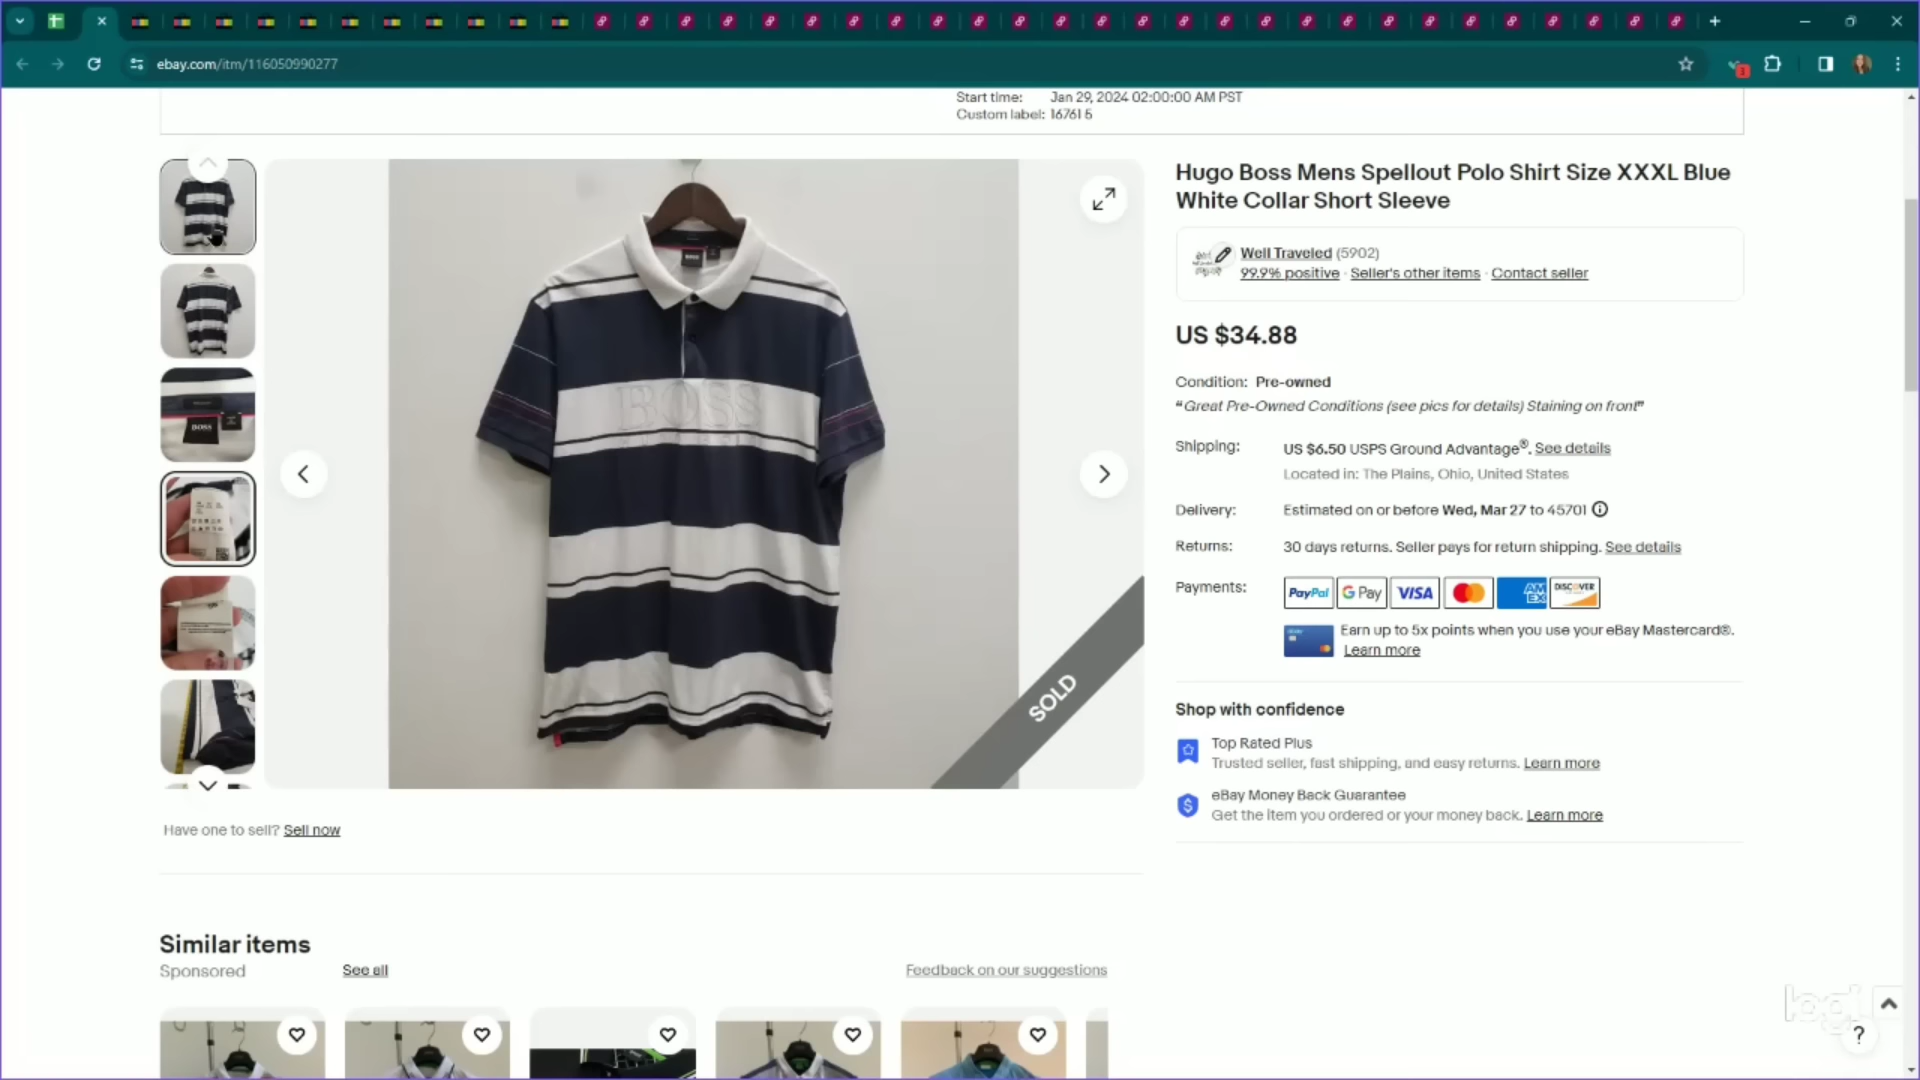 ebay.com/itm/116050990277
1
Start time: Jan 29, 2024 02:00:00 AM PST
Custom label: 16761 5
BOSS
BOSS
BOSS
SOLD
Hugo Boss Mens Spellout Polo Shirt Size XXXL Blue
White Collar Short Sleeve
Well Traveled (5902)
99.9% positive · Seller's other items · Contact seller
US $34.88
Condition: Pre-owned
“Great Pre-Owned Conditions (see pics for details) Staining on front”
Shipping: US $6.50 USPS Ground Advantage®. See details
Located in: The Plains, Ohio, United States
Delivery: Estimated on or before Wed, Mar 27 to 45701
Returns: 30 days returns. Seller pays for return shipping. See details
Payments: PayPal G Pay VISA AM EX DISCOVER
Earn up to 5x points when you use your eBay Mastercard®.
Learn more
Shop with confidence
Top Rated Plus
Trusted seller, fast shipping, and easy returns. Learn more
eBay Money Back Guarantee
Get the item you ordered or your money back. Learn more
Have one to sell? Sell now
Similar items
Sponsored See all Feedback on our suggestions
logi
?